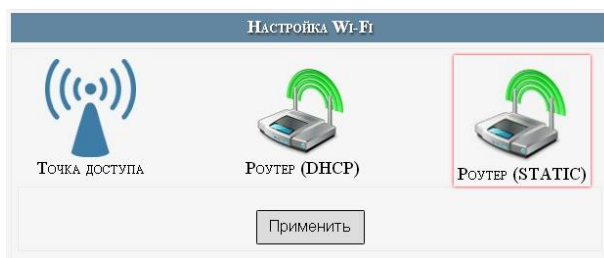 Настройка Wi-Fi
Точка доступа
Роутер (DHCP)
Роутер (STATIC)
Применить